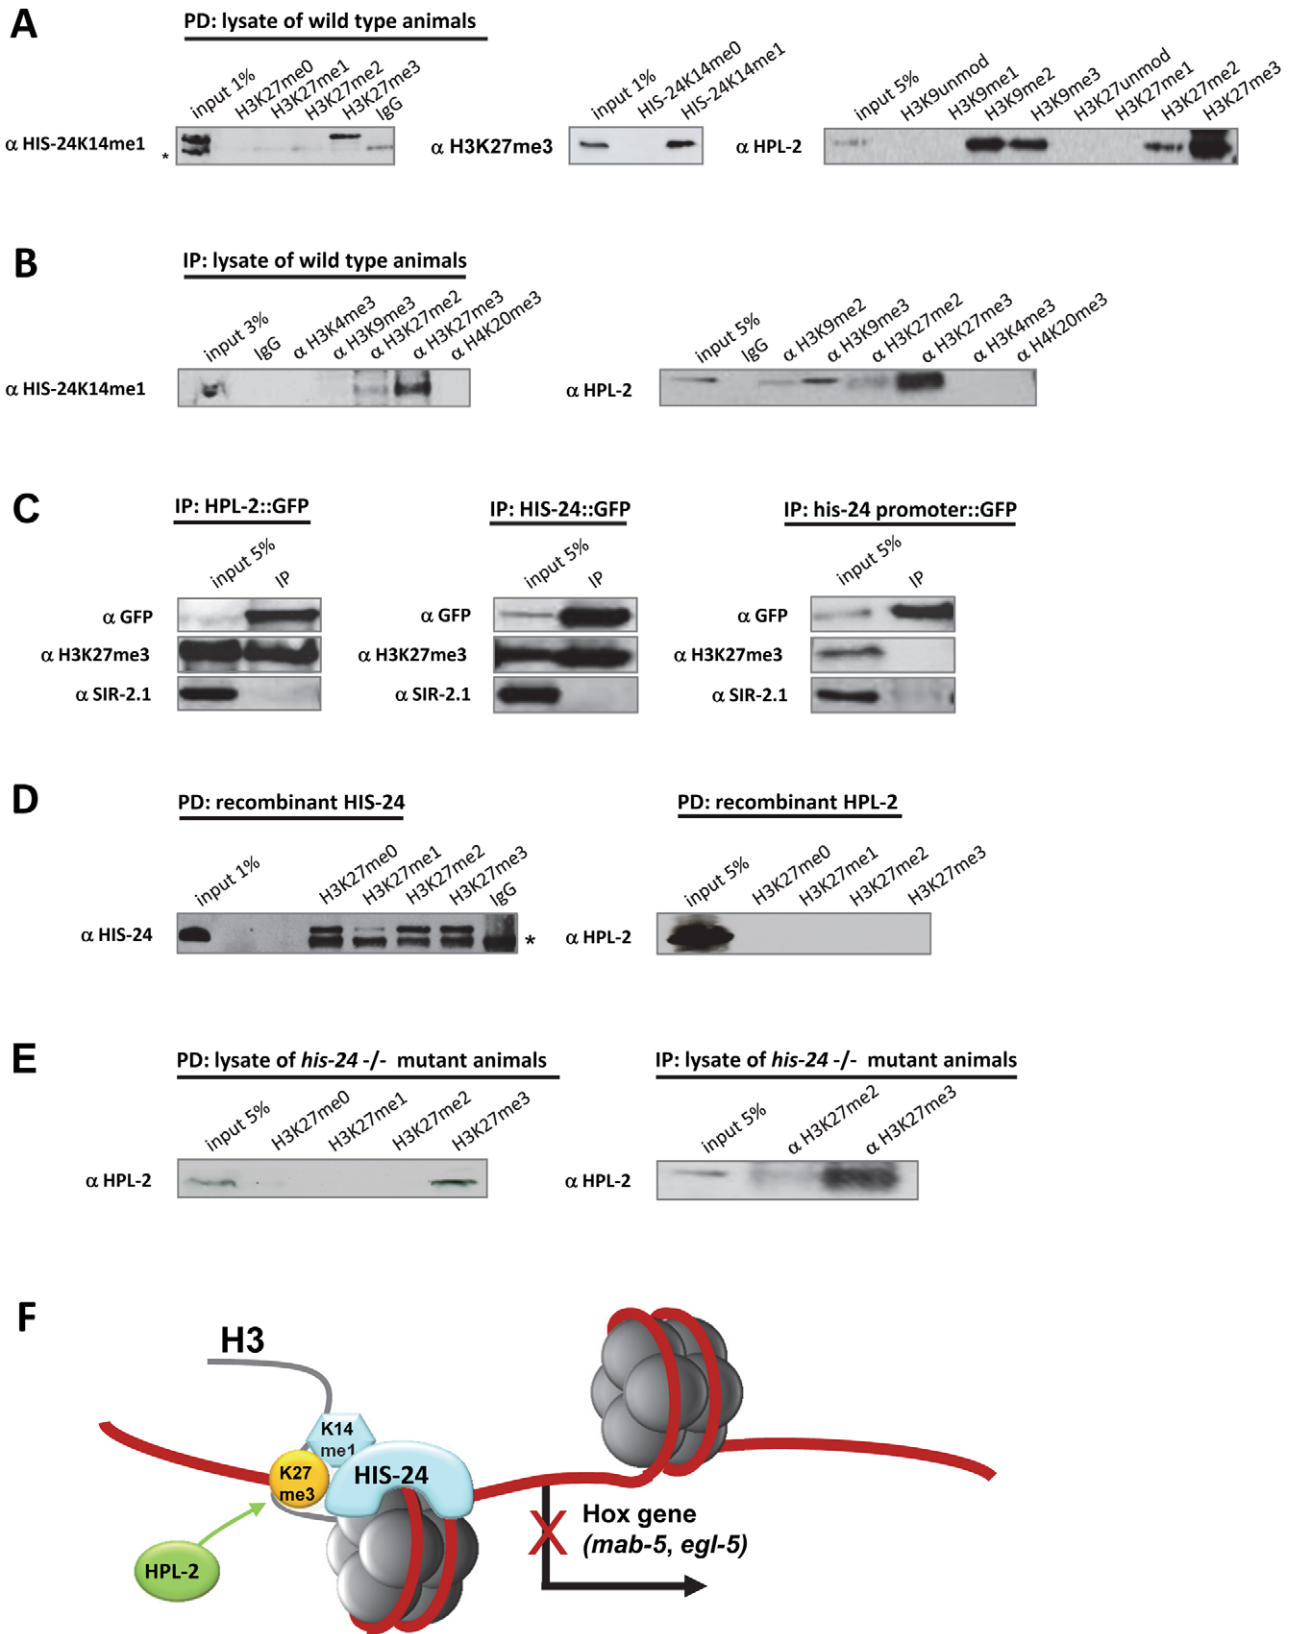 A
PD: lysate of wild type animals
input 1%
H3K27me0
H3K27me1
H3K27me2
H3K27me3
IgG
α HIS-24K14me1
*
input 1%
HIS-24K14me0
HIS-24K14me1
α H3K27me3
input 5%
H3K9unmod
H3K9me1
H3K9me2
H3K9me3
H3K27unmod
H3K27me1
H3K27me2
H3K27me3
α HPL-2
B
IP: lysate of wild type animals
input 3%
IgG
α H3K4me3
α H3K9me3
α H3K27me2
α H3K27me3
α H4K20me3
α HIS-24K14me1
input 5%
IgG
α H3K9me2
α H3K9me3
α H3K27me2
α H3K27me3
α H3K4me3
α H4K20me3
α HPL-2
C
IP: HPL-2::GFP
input 5%
IP
α GFP
α H3K27me3
α SIR-2.1
IP: HIS-24::GFP
input 5%
IP
α GFP
α H3K27me3
α SIR-2.1
IP: his-24 promoter::GFP
input 5%
IP
α GFP
α H3K27me3
α SIR-2.1
D
PD: recombinant HIS-24
input 1%
H3K27me0
H3K27me1
H3K27me2
H3K27me3
IgG
α HIS-24
*
PD: recombinant HPL-2
input 5%
H3K27me0
H3K27me1
H3K27me2
H3K27me3
α HPL-2
E
PD: lysate of his-24 -/- mutant animals
input 5%
H3K27me0
H3K27me1
H3K27me2
H3K27me3
α HPL-2
IP: lysate of his-24 -/- mutant animals
input 5%
α H3K27me2
α H3K27me3
α HPL-2
F
H3
K14
me1
K27
me3
HIS-24
HPL-2
X
Hox gene
(mab-5, egl-5)